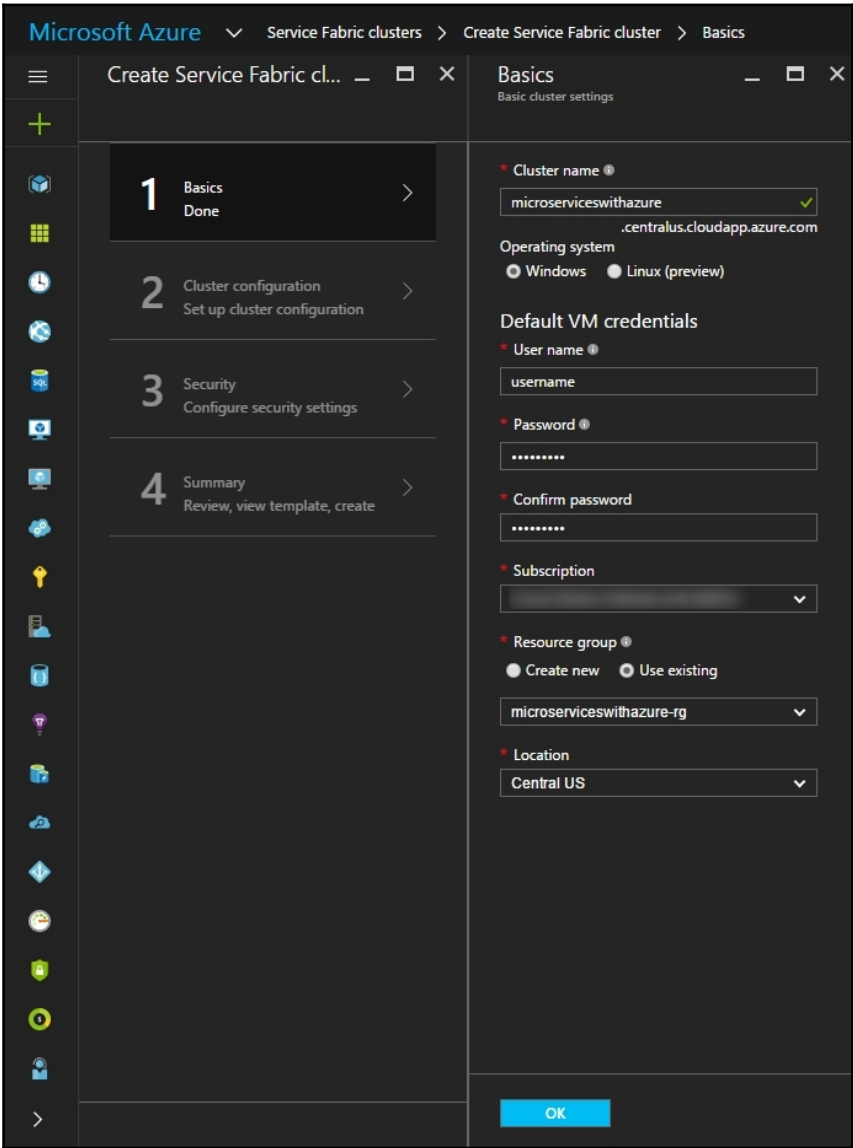 Microsoft Azure Service Fabric clusters > Create Service Fabric cluster > Basics
Create Service Fabric cl...
1
Basics
Done
2
Cluster configuration
Set up cluster configuration
3
Security
Configure security settings
4
Summary
Review, view template, create
Basics
Basic cluster settings
* Cluster name
microserviceswithazure
.centralus.cloudapp.azure.com
Operating system
Windows Linux (preview)
Default VM credentials
* User name
username
* Password
•••••••••
* Confirm password
•••••••••
* Subscription
* Resource group
Create new Use existing
microserviceswithazure-rg
* Location
Central US
OK